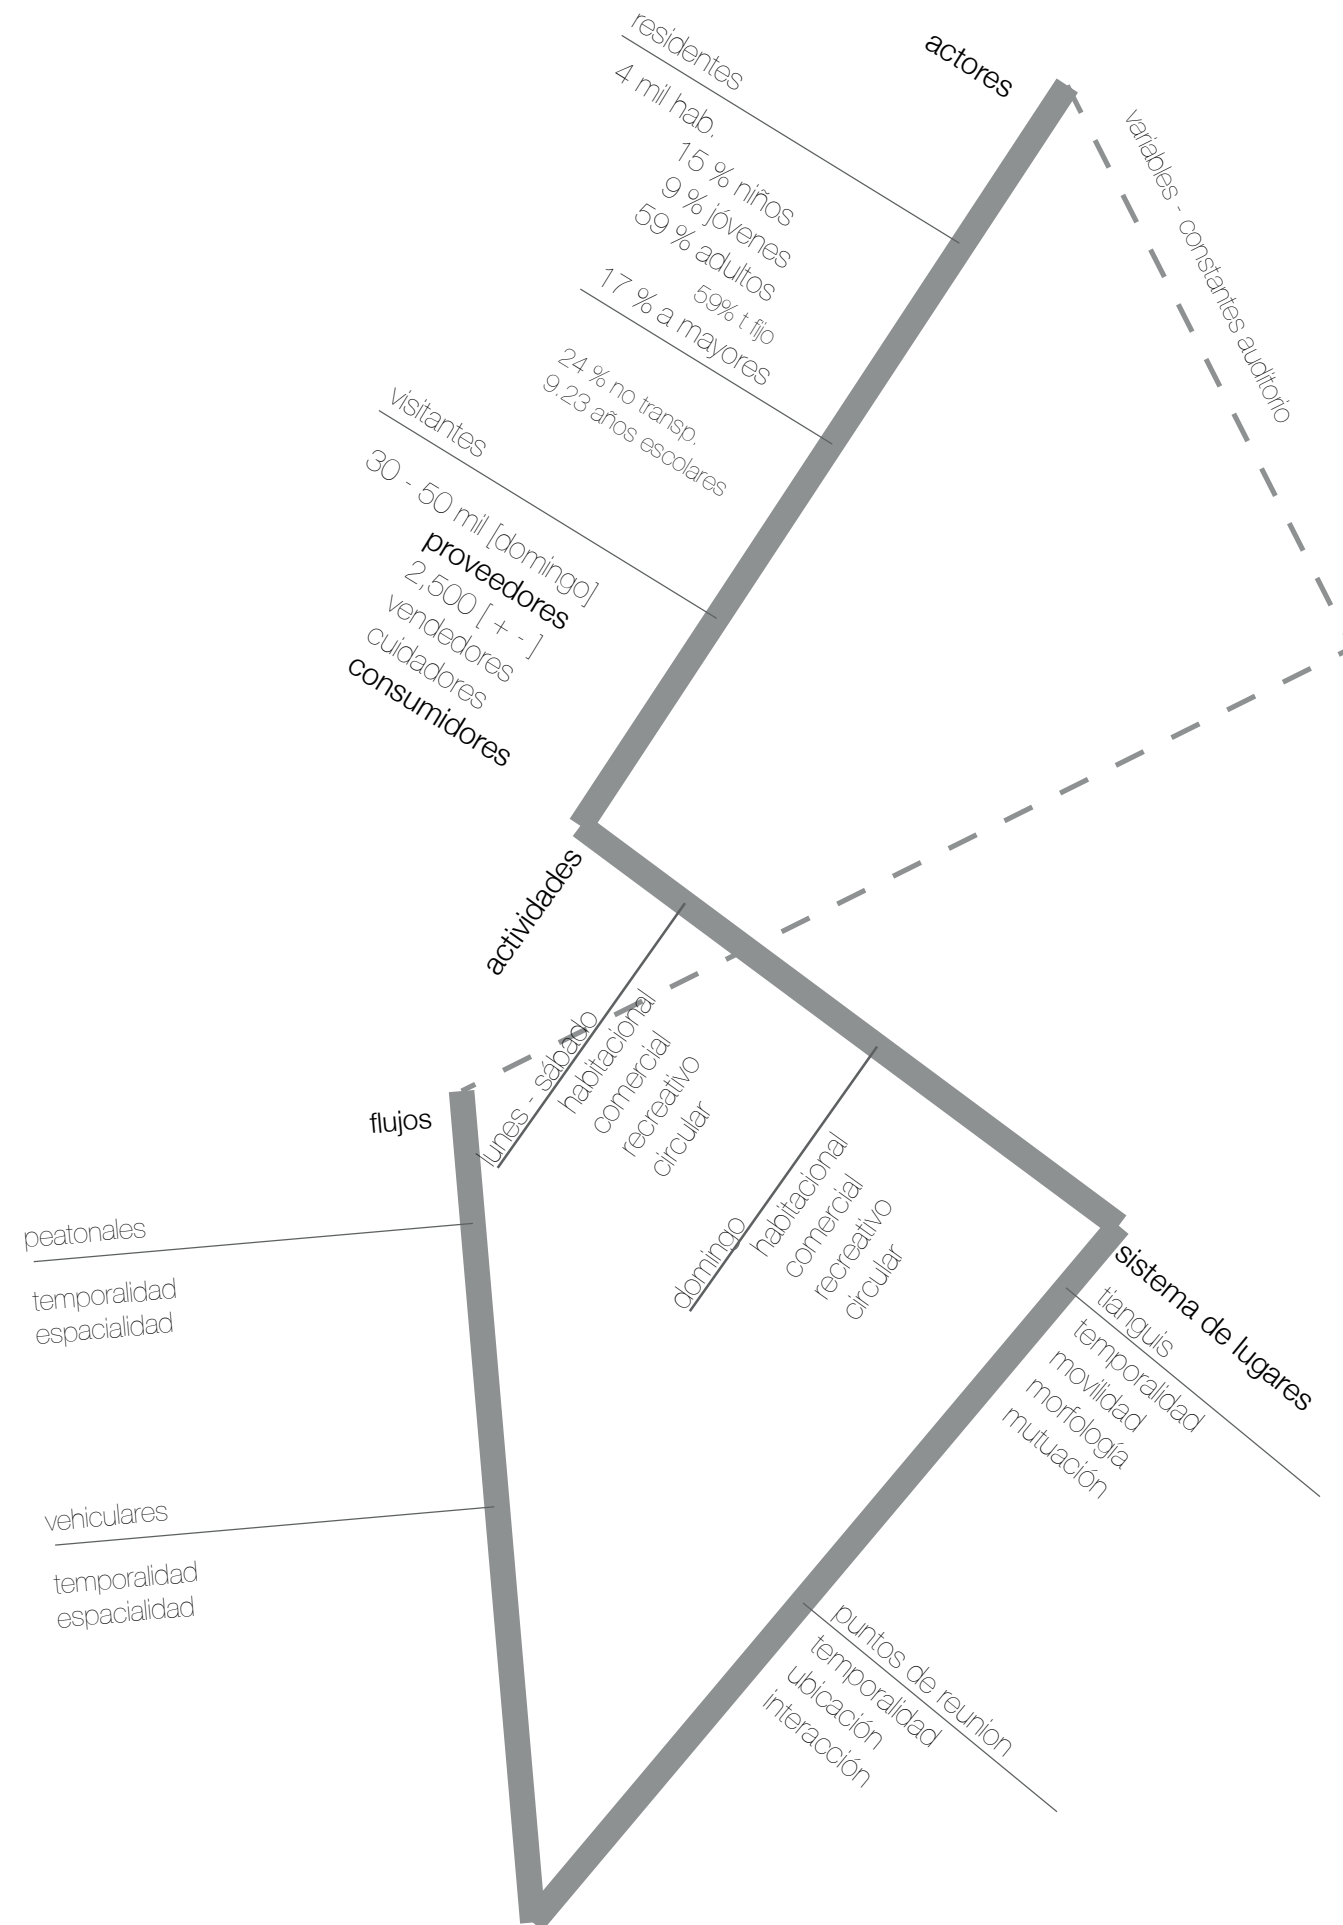 actores
variables - constantes auditorio
residentes
4 mil hab.
15 % niños
9 % jóvenes
59 % adultos
59% t fijo
17 % a mayores
24 % no transp.
9.23 años escolares
visitantes
30 - 50 mil [domingo]
proveedores
2,500 [ + - ]
vendedores
cuidadores
consumidores
actividades
lunes - sábado
habitacional
comercial
recreativo
circular
domingo
habitacional
comercial
recreativo
circular
sistema de lugares
tianguis
temporalidad
movilidad
morfología
mutuación
puntos de reunion
temporalidad
ubicación
interacción
flujos
peatonales
temporalidad
espacialidad
vehiculares
temporalidad
espacialidad